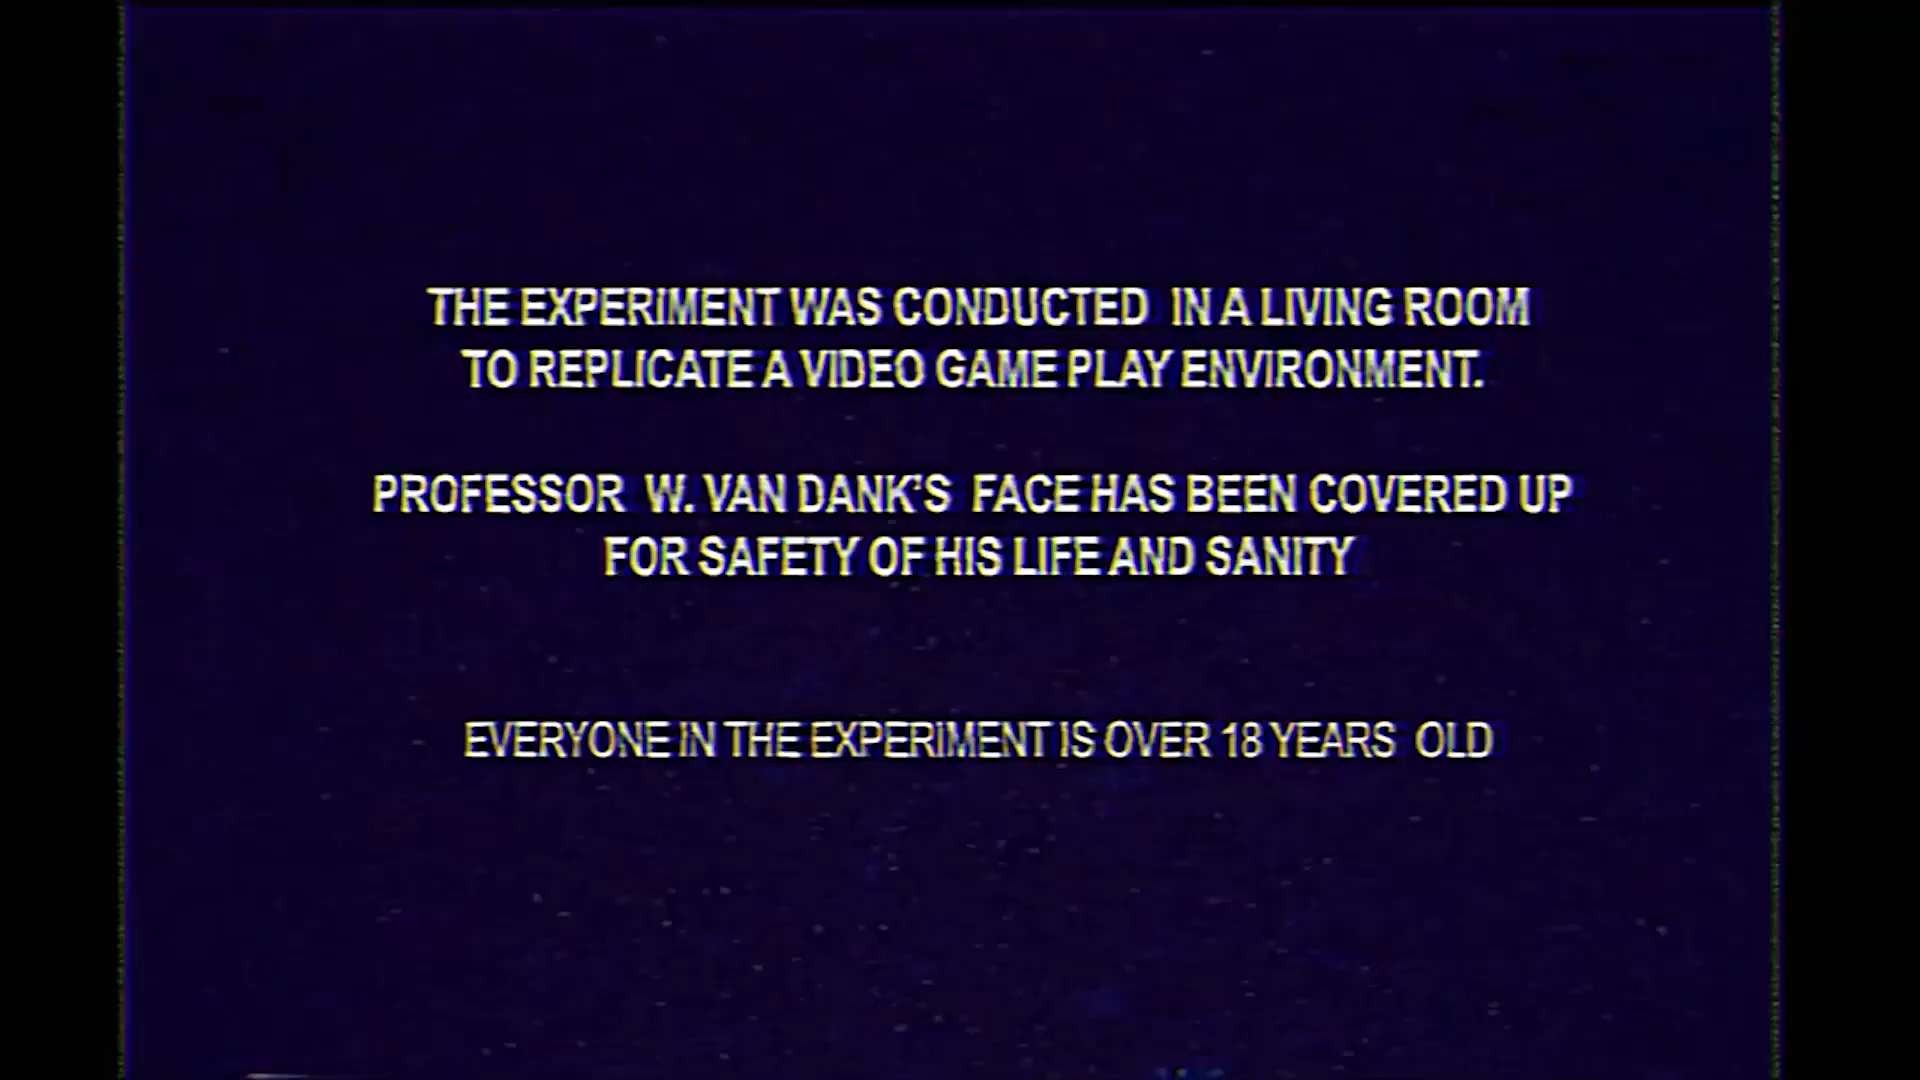 THE EXPERIMENT WAS CONDUCTED IN A LIVING ROOM
TO REPLICATE A VIDEO GAME PLAY ENVIRONMENT.
PROFESSOR W. VAN DANK'S FACE HAS BEEN COVERED UP
FOR SAFETY OF HIS LIFE AND SANITY
EVERYONE IN THE EXPERIMENT IS OVER 18 YEARS OLD